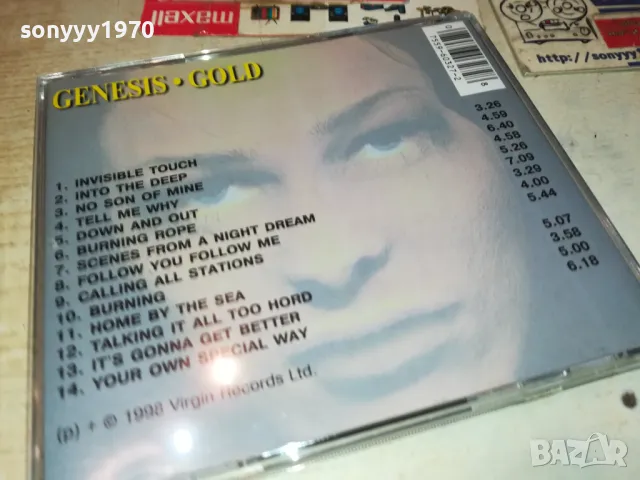 sonyyy1970
maxell
http://sonyyy1
GENESIS • GOLD
7559-60327-2
1. INVISIBLE TOUCH 3.26
2. INTO THE DEEP 4.59
3. NO SON OF MINE 6.40
4. TELL ME WHY 4.58
5. DOWN AND OUT 5.26
6. BURNING ROPE 7.09
7. SCENES FROM A NIGHT DREAM 3.29
8. FOLLOW YOU FOLLOW ME 4.00
9. CALLING ALL STATIONS 5.44
10. BURNING
11. HOME BY THE SEA 5.07
12. TALKING IT ALL TOO HORD 3.58
13. IT'S GONNA GET BETTER 5.00
14. YOUR OWN SPECIAL WAY 6.18
(p) + © 1998 Virgin Records Ltd.
BAZAR